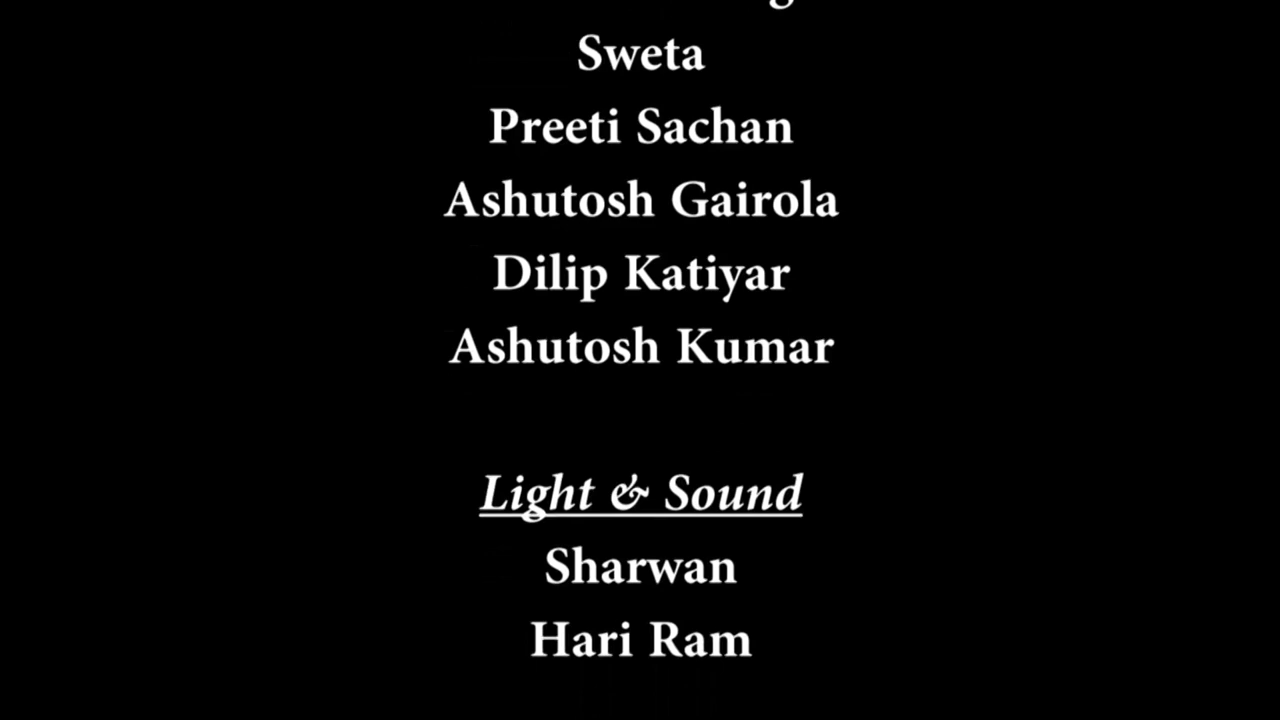 Sweta
Preeti Sachan
Ashutosh Gairola
Dilip Katiyar
Ashutosh Kumar
Light & Sound
Sharwan
Hari Ram